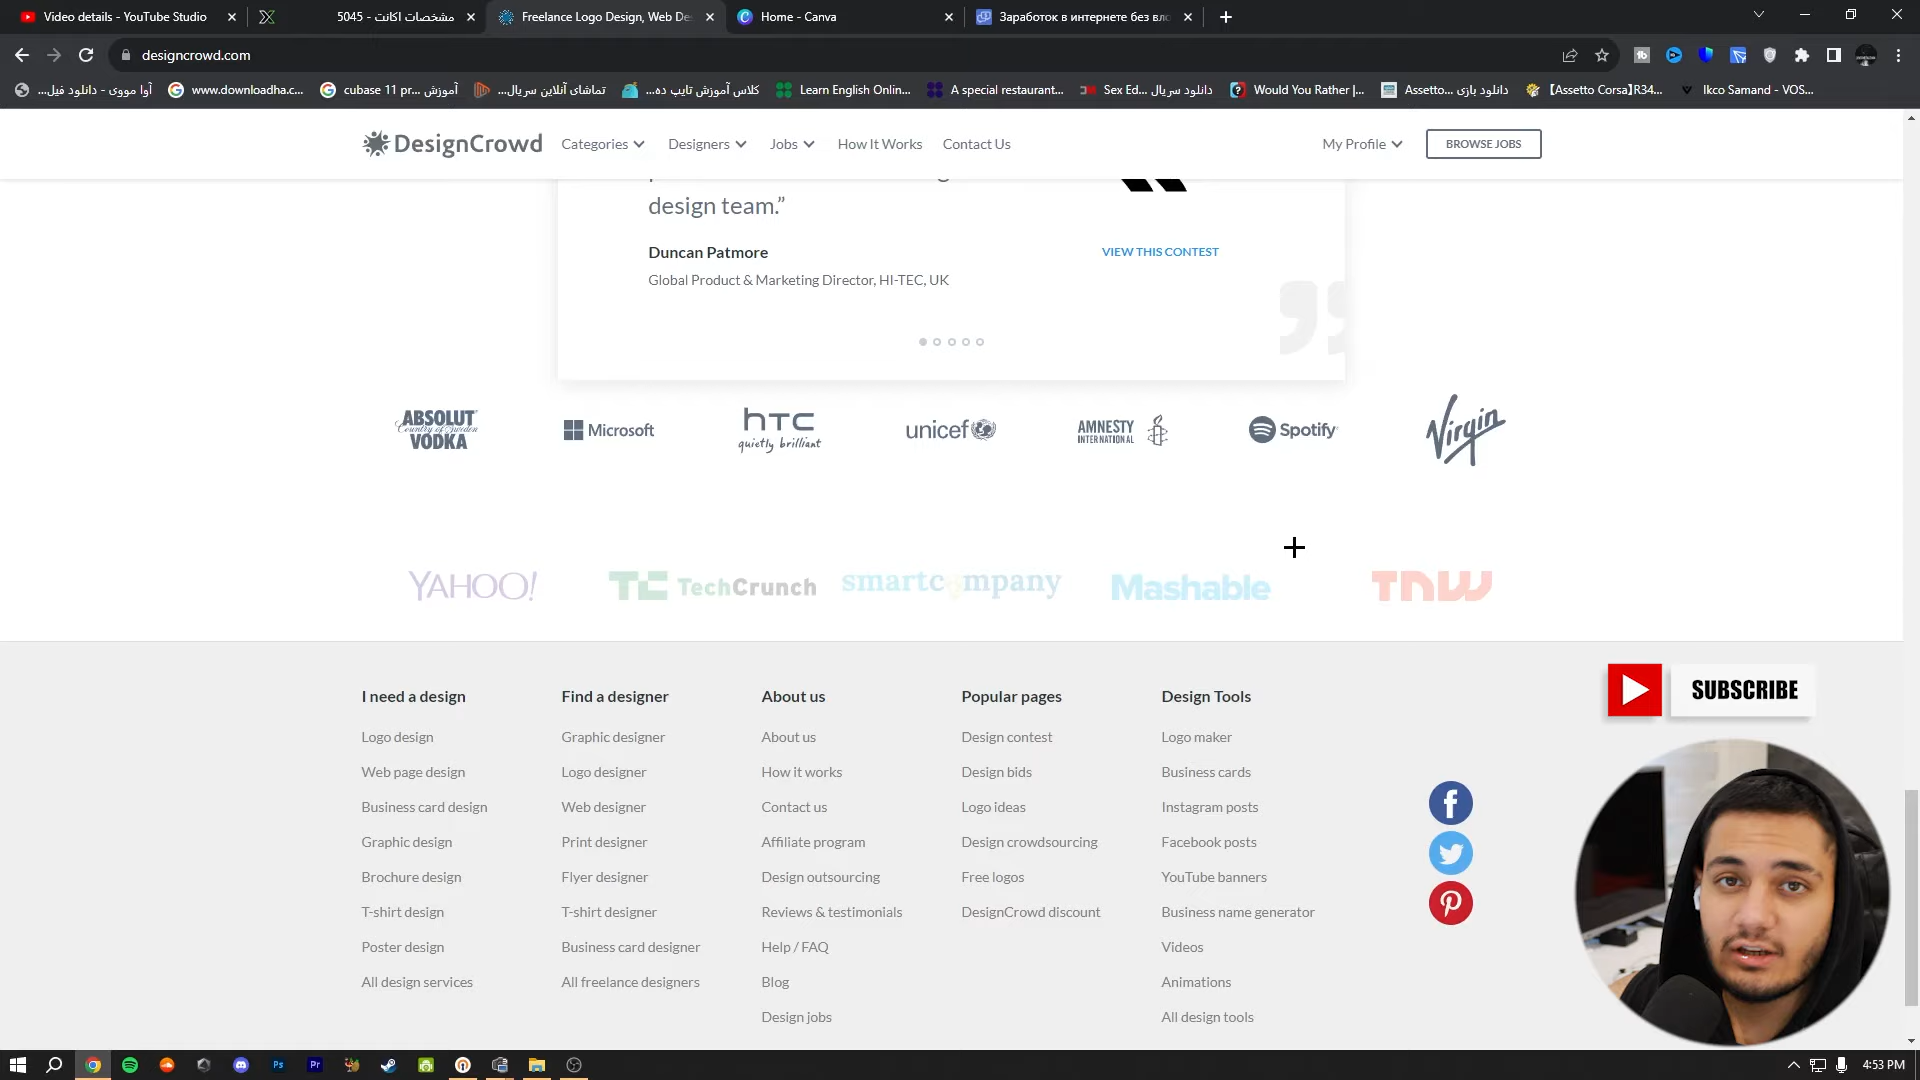 Video details - YouTube Studio
مشخصات اکانت - 5045
Freelance Logo Design, Web De
Home - Canva
Заработок в интернете без вло
designcrowd.com
آوا مووی - دانلود فیل...
www.downloadha.c...
آموزش cubase 11 pr...
تماشای آنلاین سریال...
کلاس آموزش تایپ ده...
Learn English Onlin...
A special restaurant...
دانلود سریال Sex Ed...
Would You Rather |...
دانلود بازی Assetto...
【Assetto Corsa】R34...
Ikco Samand - VOS...
DesignCrowd
Categories
Designers
Jobs
How It Works
Contact Us
My Profile
BROWSE JOBS
design team.”
Duncan Patmore
VIEW THIS CONTEST
Global Product & Marketing Director, HI-TEC, UK
ABSOLUT
Country of Sweden
VODKA
Microsoft
hTC
quietly brilliant
unicef
AMNESTY
INTERNATIONAL
Spotify
Virgin
YAHOO!
TC TechCrunch
smartcompany
Mashable
TNW
I need a design
Logo design
Web page design
Business card design
Graphic design
Brochure design
T-shirt design
Poster design
All design services
Find a designer
Graphic designer
Logo designer
Web designer
Print designer
Flyer designer
T-shirt designer
Business card designer
All freelance designers
About us
About us
How it works
Contact us
Affiliate program
Design outsourcing
Reviews & testimonials
Help / FAQ
Blog
Design jobs
Popular pages
Design contest
Design bids
Logo ideas
Design crowdsourcing
Free logos
DesignCrowd discount
Design Tools
Logo maker
Business cards
Instagram posts
Facebook posts
YouTube banners
Business name generator
Videos
Animations
All design tools
SUBSCRIBE
Ps
Pr
4:53 PM